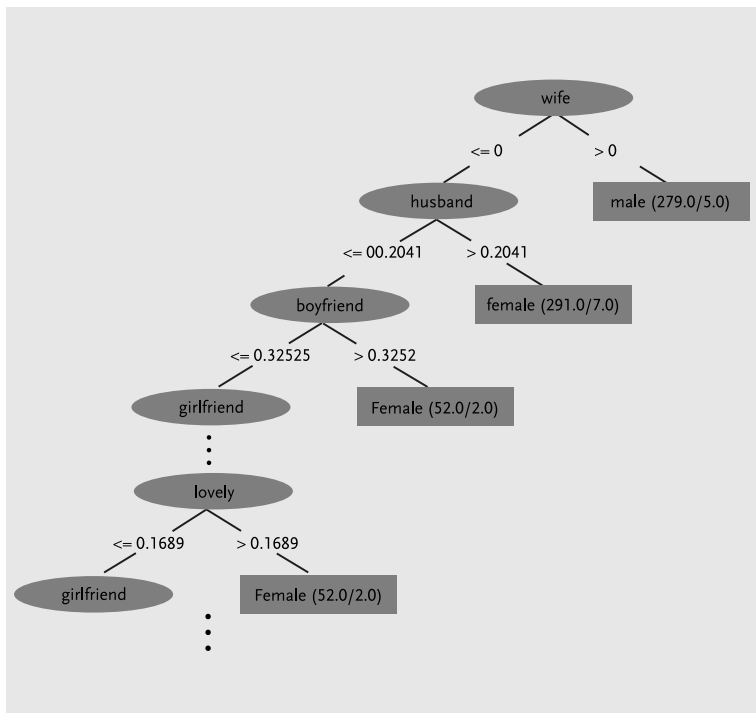 wife
<= 0
> 0
husband
male (279.0/5.0)
<= 00.2041
> 0.2041
boyfriend
female (291.0/7.0)
<= 0.32525
> 0.3252
girlfriend
Female (52.0/2.0)
lovely
<= 0.1689
> 0.1689
girlfriend
Female (52.0/2.0)